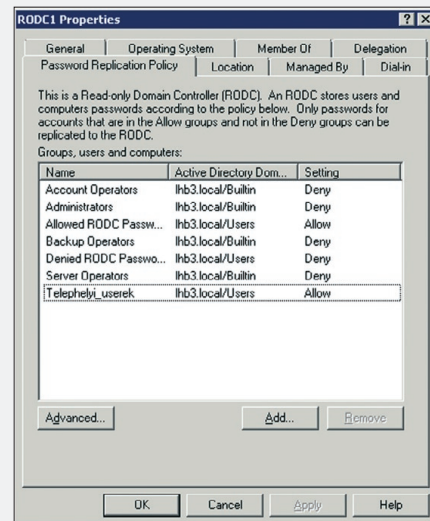 RODC1 Properties
General Operating System Member Of Delegation
Password Replication Policy Location Managed By Dial-in
This is a Read-only Domain Controller (RODC). An RODC stores users and
computers passwords according to the policy below. Only passwords for
accounts that are in the Allow groups and not in the Deny groups can be
replicated to the RODC.
Groups, users and computers:
Name Active Directory Dom... Setting
Account Operators lhb3.local/Builtin Deny
Administrators lhb3.local/Builtin Deny
Allowed RODC Passw... lhb3.local/Users Allow
Backup Operators lhb3.local/Builtin Deny
Denied RODC Passwo... lhb3.local/Users Deny
Server Operators lhb3.local/Builtin Deny
Telephelyi_userek lhb3.local/Users Allow
Advanced... Add... Remove
OK Cancel Apply Help